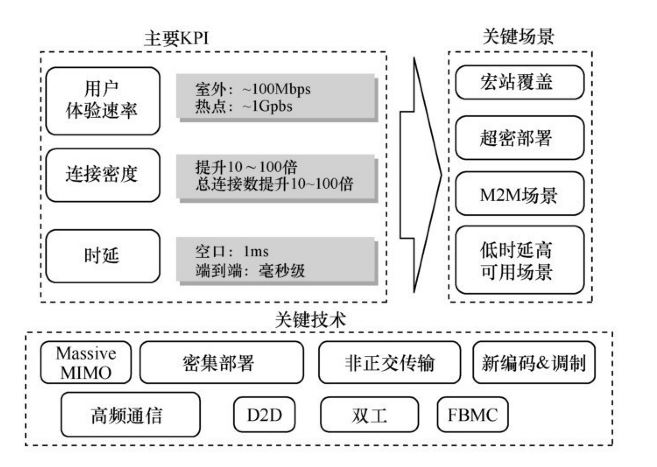 主要KPI
关键场景
用户
体验速率
室外：~100Mbps
热点：~1Gpbs
连接密度
提升10～100倍
总连接数提升10~100倍
时延
空口：1ms
端到端：毫秒级
宏站覆盖
超密部署
M2M场景
低时延高
可用场景
关键技术
Massive
MIMO
密集部署
非正交传输
新编码&调制
高频通信
D2D
双工
FBMC